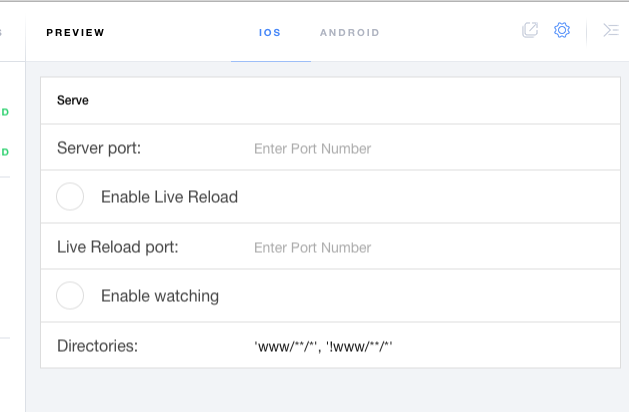 S PREVIEW IOS ANDROID
Serve
D
Server port: Enter Port Number
D
Enable Live Reload
Live Reload port: Enter Port Number
Enable watching
Directories: 'www/**/*', '!www/**/*'